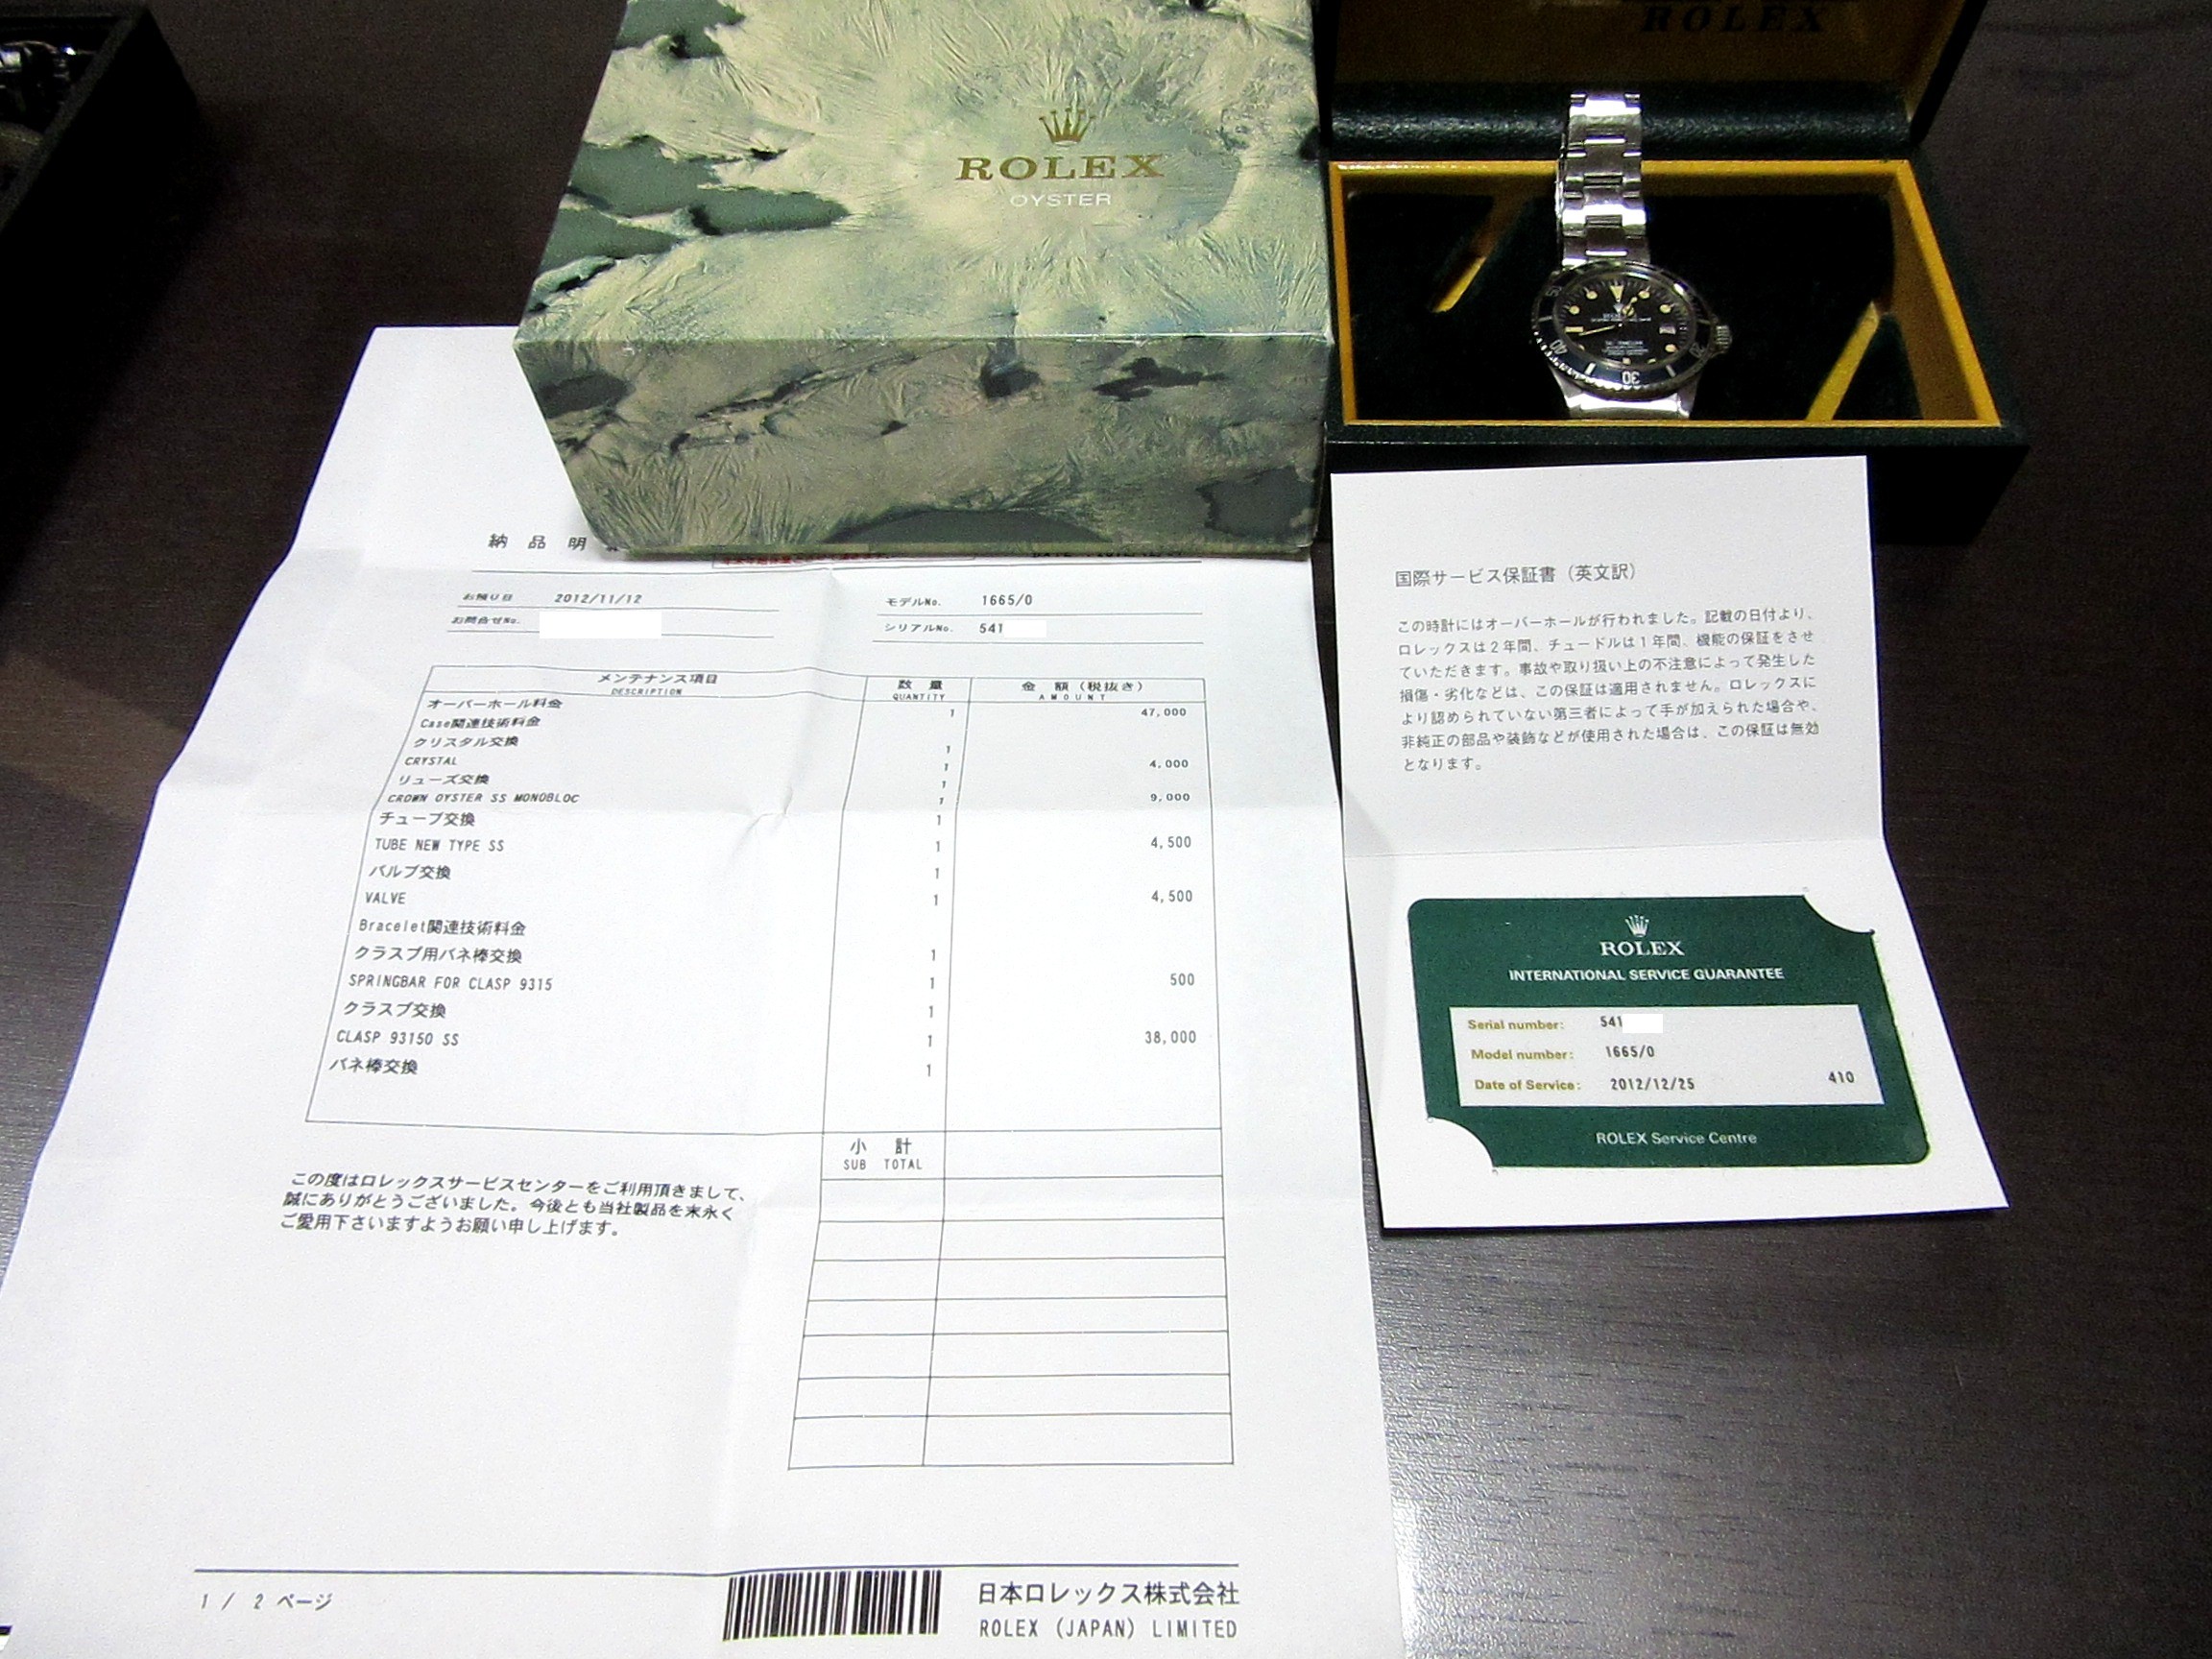 ROLEX
OYSTER
ROLEX
納品明
お預り日 2012/11/12
お問合せNo.
モデルNo. 1665/0
シリアルNo. 541
メンテナンス項目 数量 金額(税抜き)
DESCRIPTION QUANTITY AMOUNT
オーバーホール料金 1 47,000
Case関連技術料金
クリスタル交換 1
CRYSTAL 1 4,000
リューズ交換 1
CROWN OYSTER SS MONOBLOC 1 9,000
チューブ交換 1
TUBE NEW TYPE SS 1 4,500
バルブ交換 1
VALVE 1 4,500
Bracelet関連技術料金
クラスプ用バネ棒交換 1
SPRINGBAR FOR CLASP 9315 1 500
クラスプ交換 1
CLASP 93150 SS 1 38,000
バネ棒交換 1
小計
SUB TOTAL
この度はロレックスサービスセンターをご利用頂きまして、
誠にありがとうございました。今後とも当社製品を末永く
ご愛用下さいますようお願い申し上げます。
1 / 2 ページ
日本ロレックス株式会社
ROLEX (JAPAN) LIMITED
国際サービス保証書(英文訳)
この時計にはオーバーホールが行われました。記載の日付より、
ロレックスは2年間、チュードルは1年間、機能の保証をさせ
ていただきます。事故や取り扱い上の不注意によって発生した
損傷・劣化などは、この保証は適用されません。ロレックスに
より認められていない第三者によって手が加えられた場合や、
非純正の部品や装飾などが使用された場合は、この保証は無効
となります。
ROLEX
INTERNATIONAL SERVICE GUARANTEE
Serial number: 541
Model number: 1665/0
Date of Service: 2012/12/25 410
ROLEX Service Centre